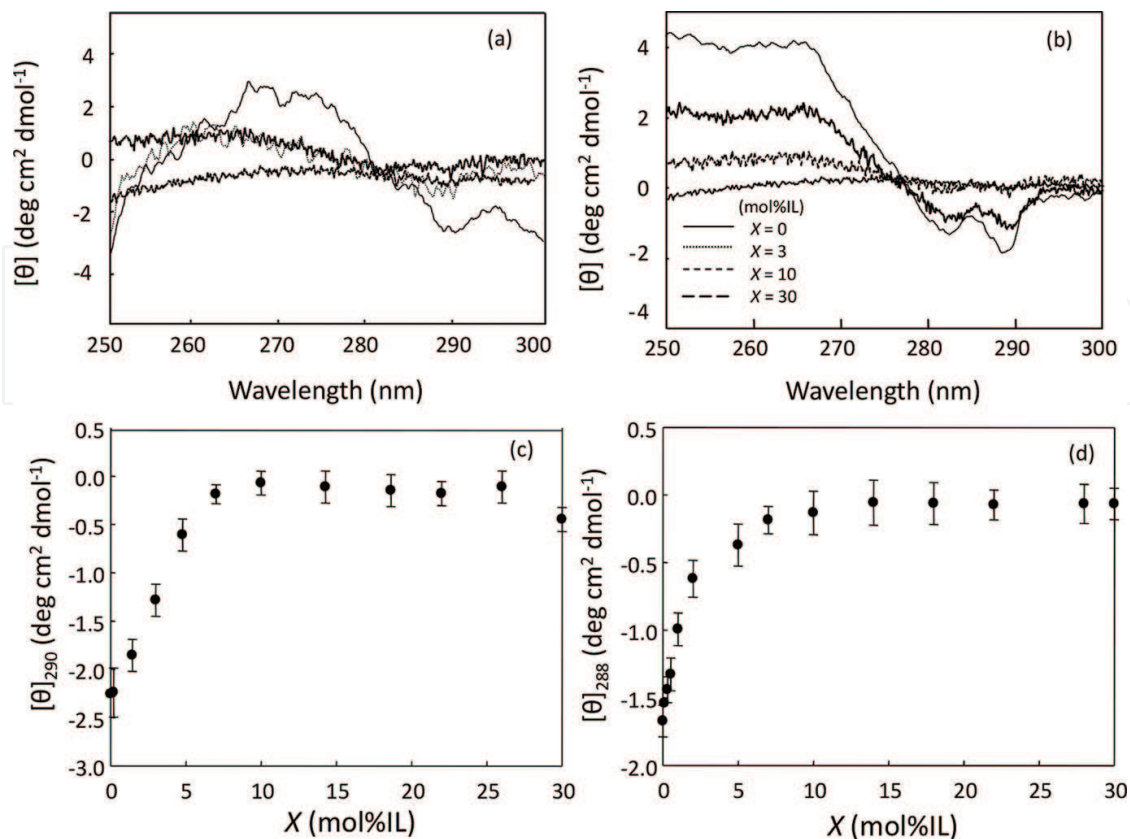 (a)
4
2
0
-2
-4
[θ] (deg cm² dmol⁻¹)
250 260 270 280 290 300
Wavelength (nm)
(b)
4
2
0
-2
-4
[θ] (deg cm² dmol⁻¹)
(mol%IL)
X = 0
X = 3
X = 10
X = 30
250 260 270 280 290 300
Wavelength (nm)
(c)
0.5
0.0
-0.5
-1.0
-1.5
-2.0
-2.5
-3.0
[θ]₂₉₀ (deg cm² dmol⁻¹)
0 5 10 15 20 25 30
X (mol%IL)
(d)
0.5
0.0
-0.5
-1.0
-1.5
-2.0
[θ]₂₈₈ (deg cm² dmol⁻¹)
0 5 10 15 20 25 30
X (mol%IL)